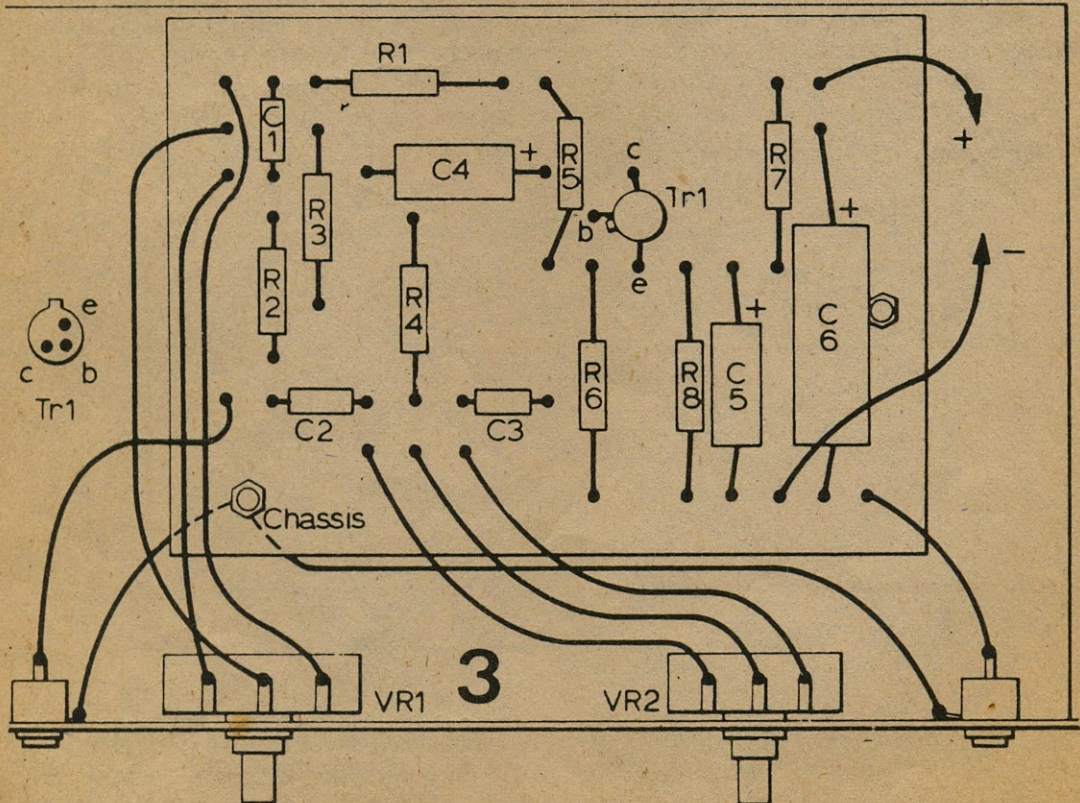 R1
C1
R3
C4
+
R5
c
Tr1
b
e
R7
+
+
−
R2
R4
R6
R8
+
C5
C6
e
c
b
Tr1
C2
C3
Chassis
VR1
3
VR2